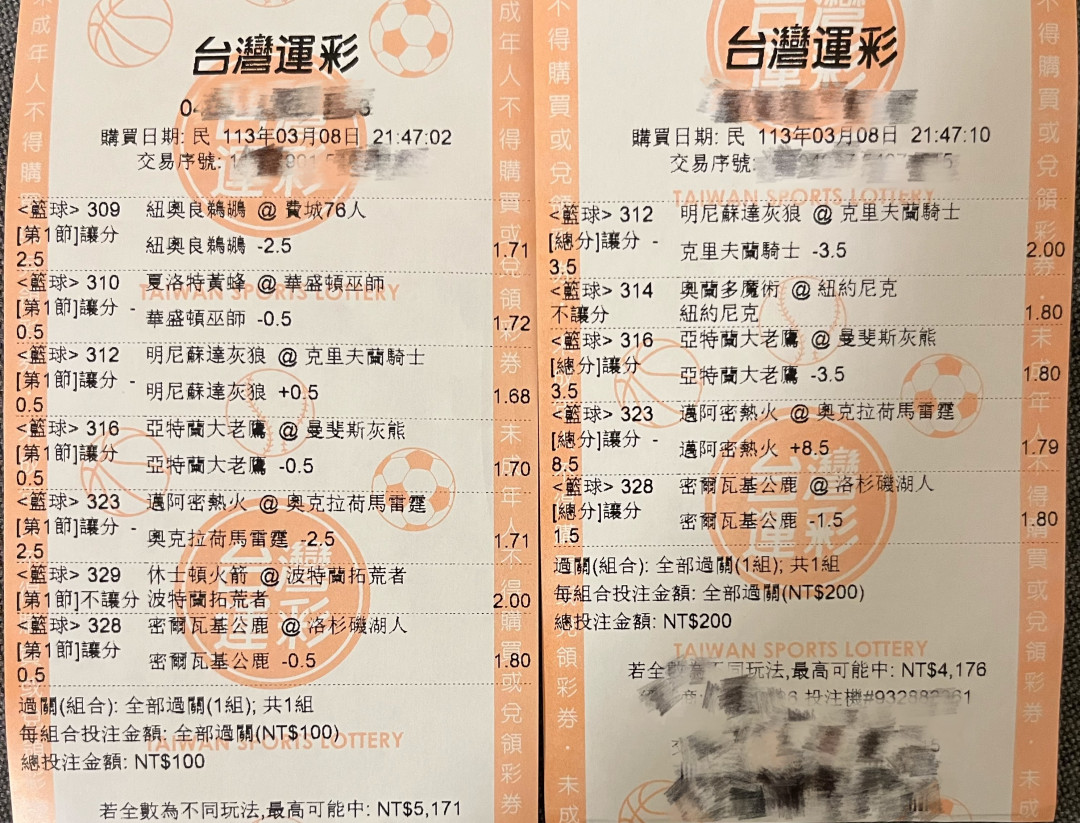 台灣運彩
購買日期: 民 113年03月08日 21:47:02
交易序號:
<籃球> 309 紐奧良鵜鶘 @ 費城76人
[第1節]讓分
2.5 紐奧良鵜鶘 -2.5 1.71
<籃球> 310 夏洛特黃蜂 @ 華盛頓巫師
[第1節]讓分 -
0.5 華盛頓巫師 -0.5 1.72
<籃球> 312 明尼蘇達灰狼 @ 克里夫蘭騎士
[第1節]讓分 -
0.5 明尼蘇達灰狼 +0.5 1.68
<籃球> 316 亞特蘭大老鷹 @ 曼斐斯灰熊
[第1節]讓分
0.5 亞特蘭大老鷹 -0.5 1.70
<籃球> 323 邁阿密熱火 @ 奧克拉荷馬雷霆
[第1節]讓分 -
2.5 奧克拉荷馬雷霆 -2.5 1.71
<籃球> 329 休士頓火箭 @ 波特蘭拓荒者
[第1節]不讓分 波特蘭拓荒者 2.00
<籃球> 328 密爾瓦基公鹿 @ 洛杉磯湖人
[第1節]讓分
0.5 密爾瓦基公鹿 -0.5 1.80
過關(組合): 全部過關(1組); 共1組
每組合投注金額: 全部過關(NT$100)
總投注金額: NT$100
若全數為不同玩法,最高可能中: NT$5,171
TAIWAN SPORTS LOTTERY
TAIWAN SPORTS LOTTERY
台灣運彩
購買日期: 民 113年03月08日 21:47:10
交易序號:
TAIWAN SPORTS LOTTERY
<籃球> 312 明尼蘇達灰狼 @ 克里夫蘭騎士
[總分]讓分 -
3.5 克里夫蘭騎士 -3.5 2.00
<籃球> 314 奧蘭多魔術 @ 紐約尼克
不讓分 紐約尼克 1.80
<籃球> 316 亞特蘭大老鷹 @ 曼斐斯灰熊
[總分]讓分
3.5 亞特蘭大老鷹 -3.5 1.80
<籃球> 323 邁阿密熱火 @ 奧克拉荷馬雷霆
[總分]讓分 -
8.5 邁阿密熱火 +8.5 1.79
<籃球> 328 密爾瓦基公鹿 @ 洛杉磯湖人
[總分]讓分
1.5 密爾瓦基公鹿 -1.5 1.80
過關(組合): 全部過關(1組); 共1組
每組合投注金額: 全部過關(NT$200)
總投注金額: NT$200
TAIWAN SPORTS LOTTERY
若全數為不同玩法,最高可能中: NT$4,176
投注機#
未成年人不得購買或兌領彩券